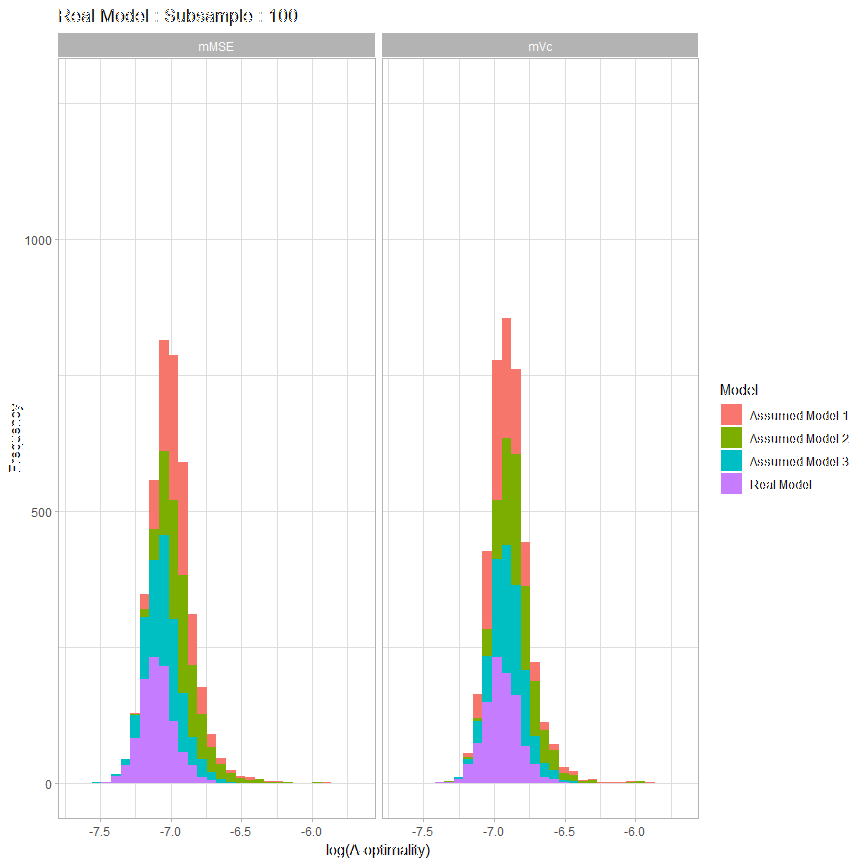 Real Model : Subsample : 100
mMSE
mVc
1000
500
0
Frequency
-7.5 -7.0 -6.5 -6.0
-7.5 -7.0 -6.5 -6.0
log(A-optimality)
Model
Assumed Model 1
Assumed Model 2
Assumed Model 3
Real Model